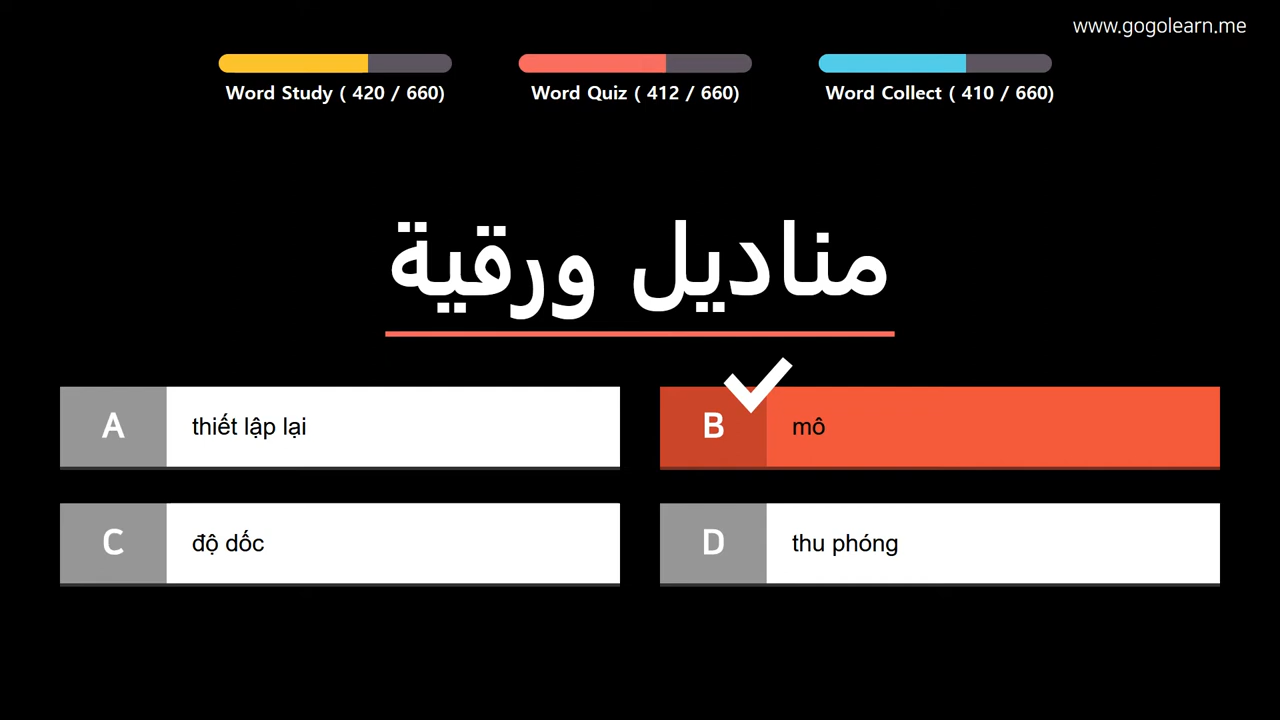 www.gogolearn.me
Word Study ( 420 / 660)
Word Quiz ( 412 / 660)
Word Collect ( 410 / 660)
مناديل ورقية
A
thiết lập lại
B
mô
C
độ dốc
D
thu phóng